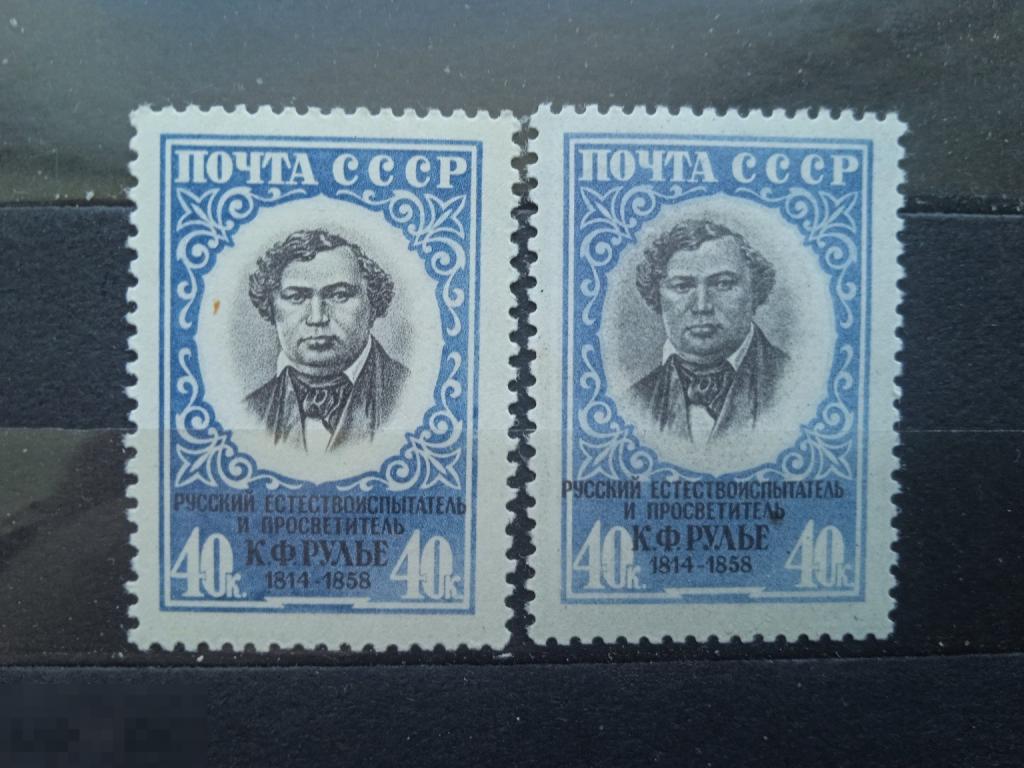 ПОЧТА СССР
РУССКИЙ ЕСТЕСТВОИСПЫТАТЕЛЬ
И ПРОСВЕТИТЕЛЬ
40К. К.Ф.РУЛЬЕ 40К.
1814-1858
ПОЧТА СССР
РУССКИЙ ЕСТЕСТВОИСПЫТАТЕЛЬ
И ПРОСВЕТИТЕЛЬ
40К. К.Ф.РУЛЬЕ 40К.
1814-1858